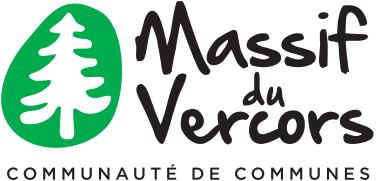 Massif
du
Vercors
COMMUNAUTÉ DE COMMUNES